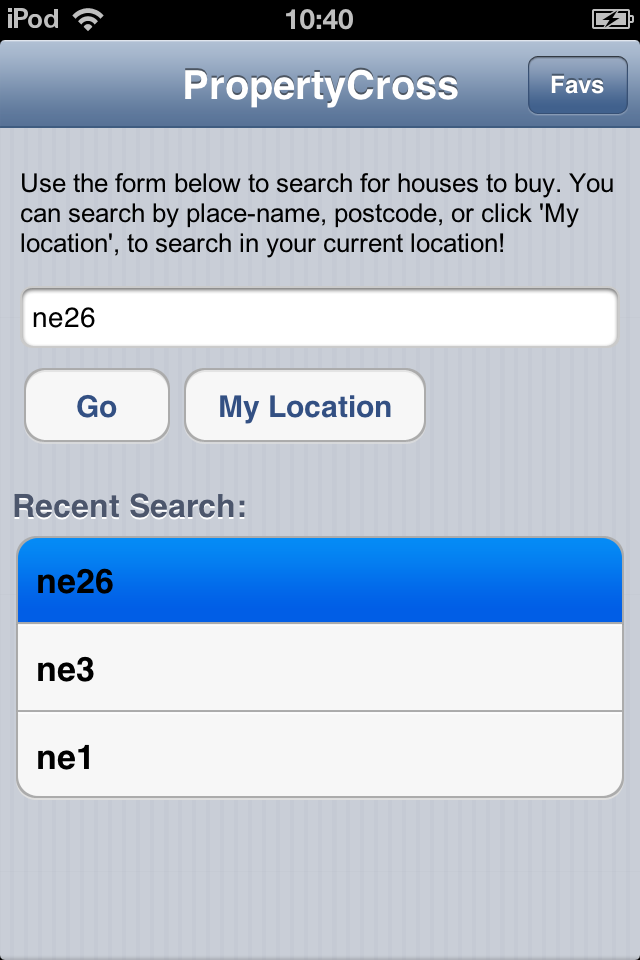 iPod 10:40
PropertyCross Favs
Use the form below to search for houses to buy. You
can search by place-name, postcode, or click 'My
location', to search in your current location!
ne26
Go My Location
Recent Search:
ne26
ne3
ne1